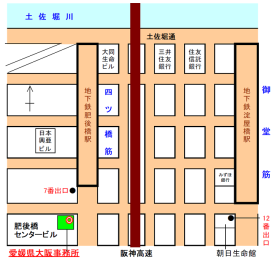 土佐堀川
土佐堀通
大同
生命
ビル
三井
住友
銀行
住友
信託
銀行
地下鉄肥後橋駅
四ツ橋筋
地下鉄淀屋橋駅
御堂筋
日本
興亜
ビル
みずほ
銀行
7番出口
12番出口
肥後橋
センタービル
愛媛県大阪事務所
阪神高速
朝日生命館